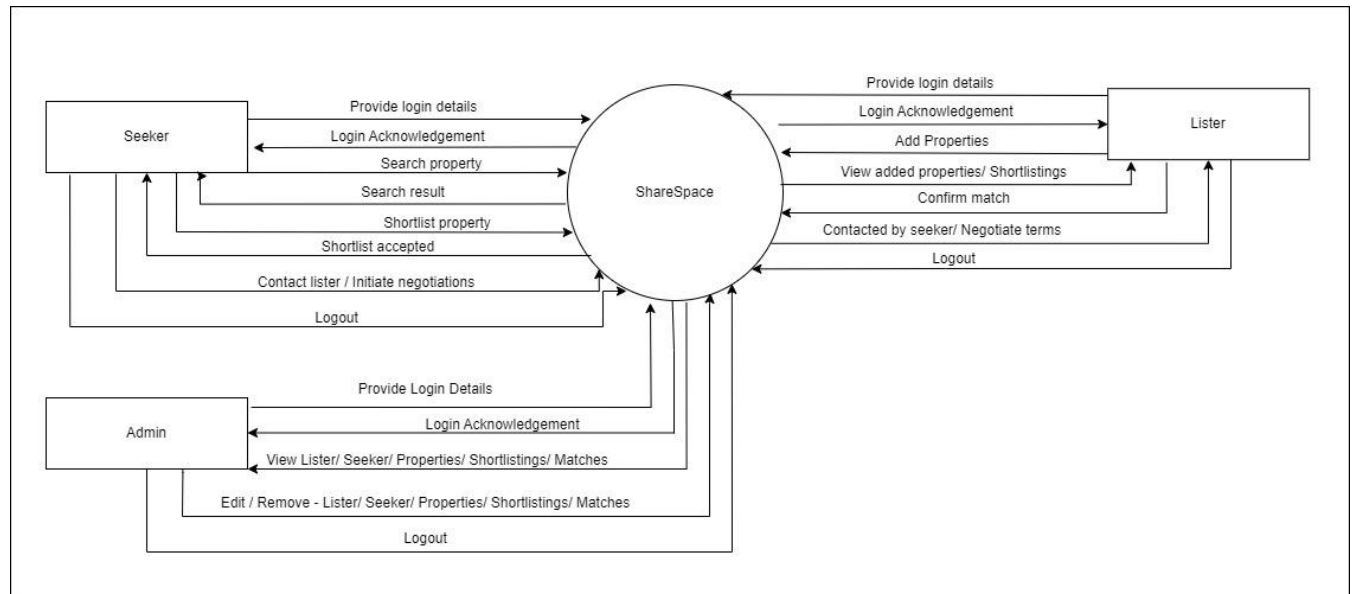 Provide login details
Seeker
Provide login details
Login Acknowledgement
Lister
Login Acknowledgement
Add Properties
Search property
View added properties/ Shortlistings
Search result
ShareSpace
Confirm match
Shortlist property
Contacted by seeker/ Negotiate terms
Shortlist accepted
Logout
Contact lister / Initiate negotiations
Logout
Provide Login Details
Login Acknowledgement
Admin
View Lister/ Seeker/ Properties/ Shortlistings/ Matches
Edit / Remove - Lister/ Seeker/ Properties/ Shortlistings/ Matches
Logout